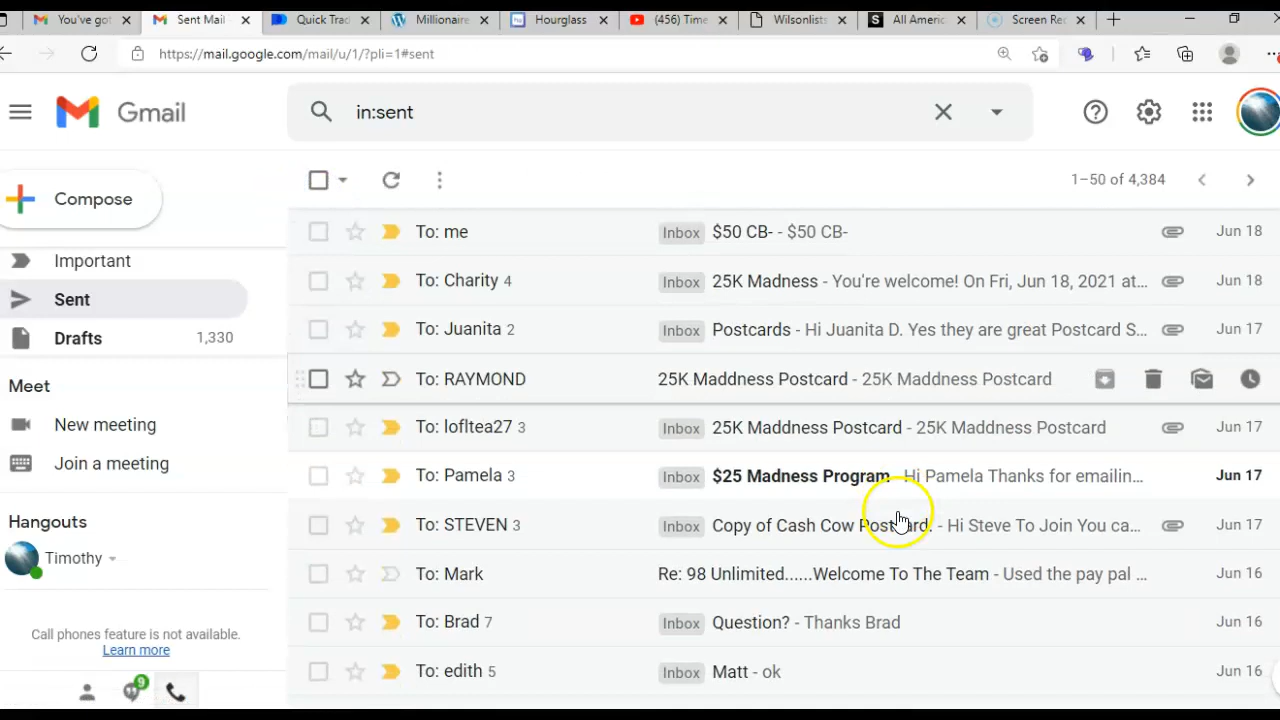 You've got
Sent Mail
Quick Trad
Millionaire
Hourglass
(456) Time
Wilsonlists
All Americ
Screen Rec
https://mail.google.com/mail/u/1/?pli=1#sent
Gmail
in:sent
Compose
1–50 of 4,384
Important
Sent
Drafts 1,330
Meet
New meeting
Join a meeting
Hangouts
Timothy
Call phones feature is not available.
Learn more
9
To: me Inbox $50 CB- - $50 CB- Jun 18
To: Charity 4 Inbox 25K Madness - You're welcome! On Fri, Jun 18, 2021 at... Jun 18
To: Juanita 2 Inbox Postcards - Hi Juanita D. Yes they are great Postcard S... Jun 17
To: RAYMOND 25K Maddness Postcard - 25K Maddness Postcard
To: lofltea27 3 Inbox 25K Maddness Postcard - 25K Maddness Postcard Jun 17
To: Pamela 3 Inbox $25 Madness Program - Hi Pamela Thanks for emailin... Jun 17
To: STEVEN 3 Inbox Copy of Cash Cow Postcard. - Hi Steve To Join You ca... Jun 17
To: Mark Re: 98 Unlimited......Welcome To The Team - Used the pay pal ... Jun 16
To: Brad 7 Inbox Question? - Thanks Brad Jun 16
To: edith 5 Inbox Matt - ok Jun 16